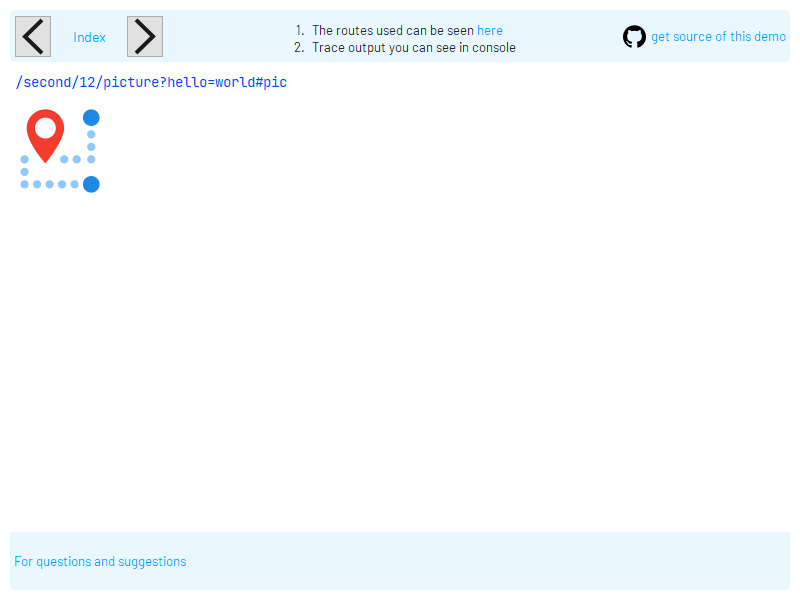 Index
1. The routes used can be seen here
2. Trace output you can see in console
get source of this demo
/second/12/picture?hello=world#pic
For questions and suggestions